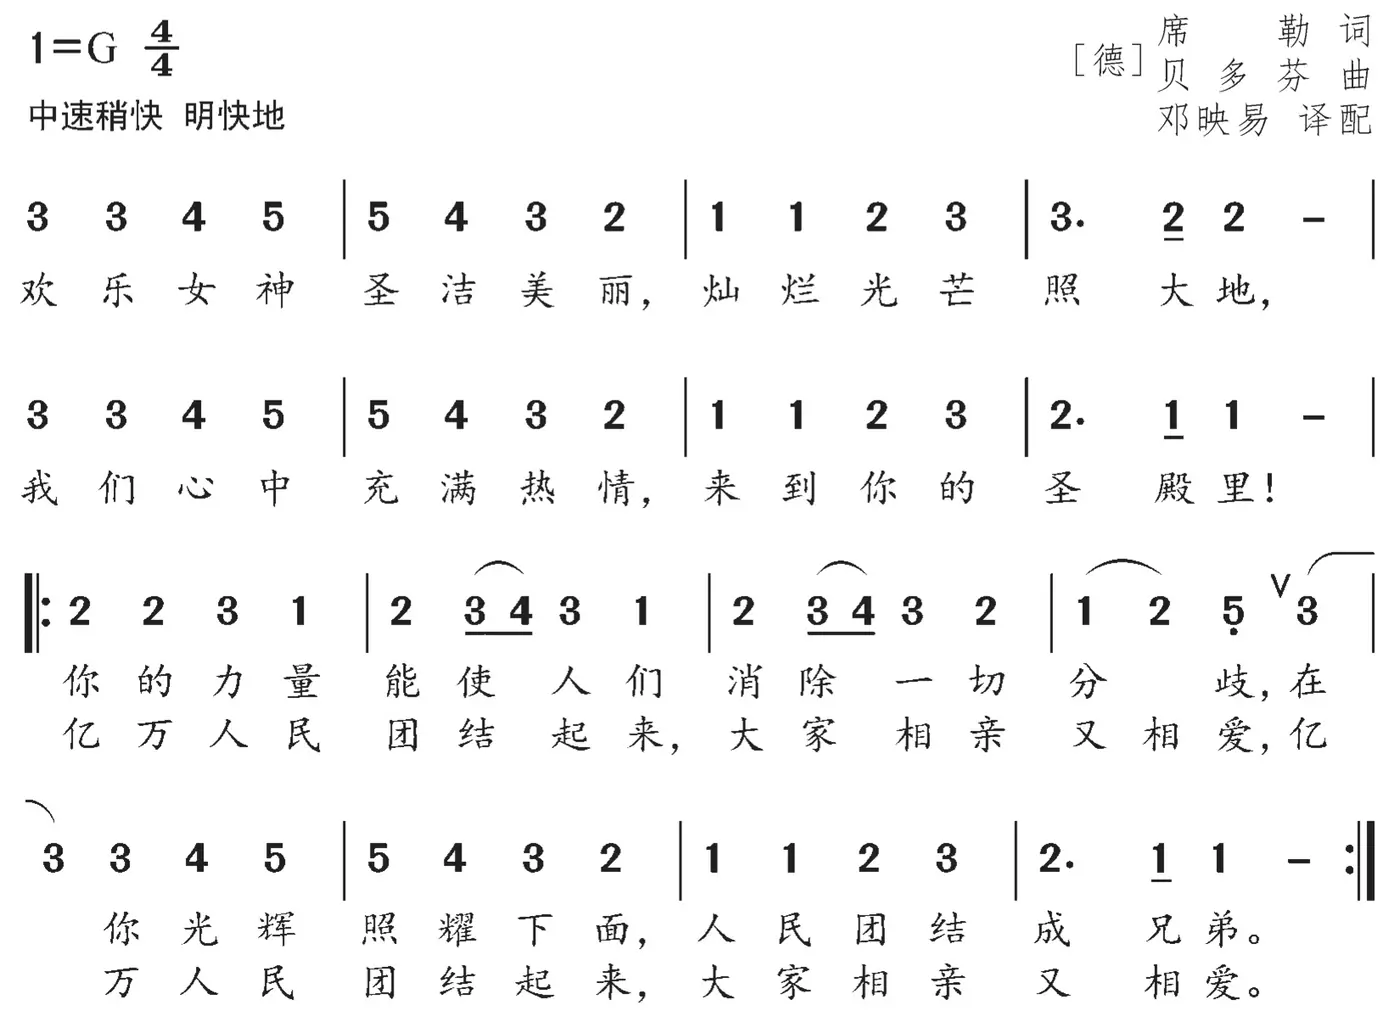 1=G 4/4
中速稍快 明快地
[德] 席勒 词
贝多芬 曲
邓映易 译配
3 3 4 5 | 5 4 3 2 | 1 1 2 3 | 3. 2 2 – |
欢乐女神 圣洁美丽，灿烂光芒 照大地，
3 3 4 5 | 5 4 3 2 | 1 1 2 3 | 2. 1 1 – |
我们心中 充满热情，来到你的 圣殿里！
‖: 2 2 3 1 | 2 3 4 3 1 | 2 3 4 3 2 | 1 2 5̣ ∨ 3 |
你的力量 能使人们 消除一切 分歧，在
亿万人民 团结起来，大家相亲 又相爱，亿
3 3 4 5 | 5 4 3 2 | 1 1 2 3 | 2. 1 1 – :‖
你光辉 照耀下面，人民团结 成兄弟。
万人民 团结起来，大家相亲 又相爱。